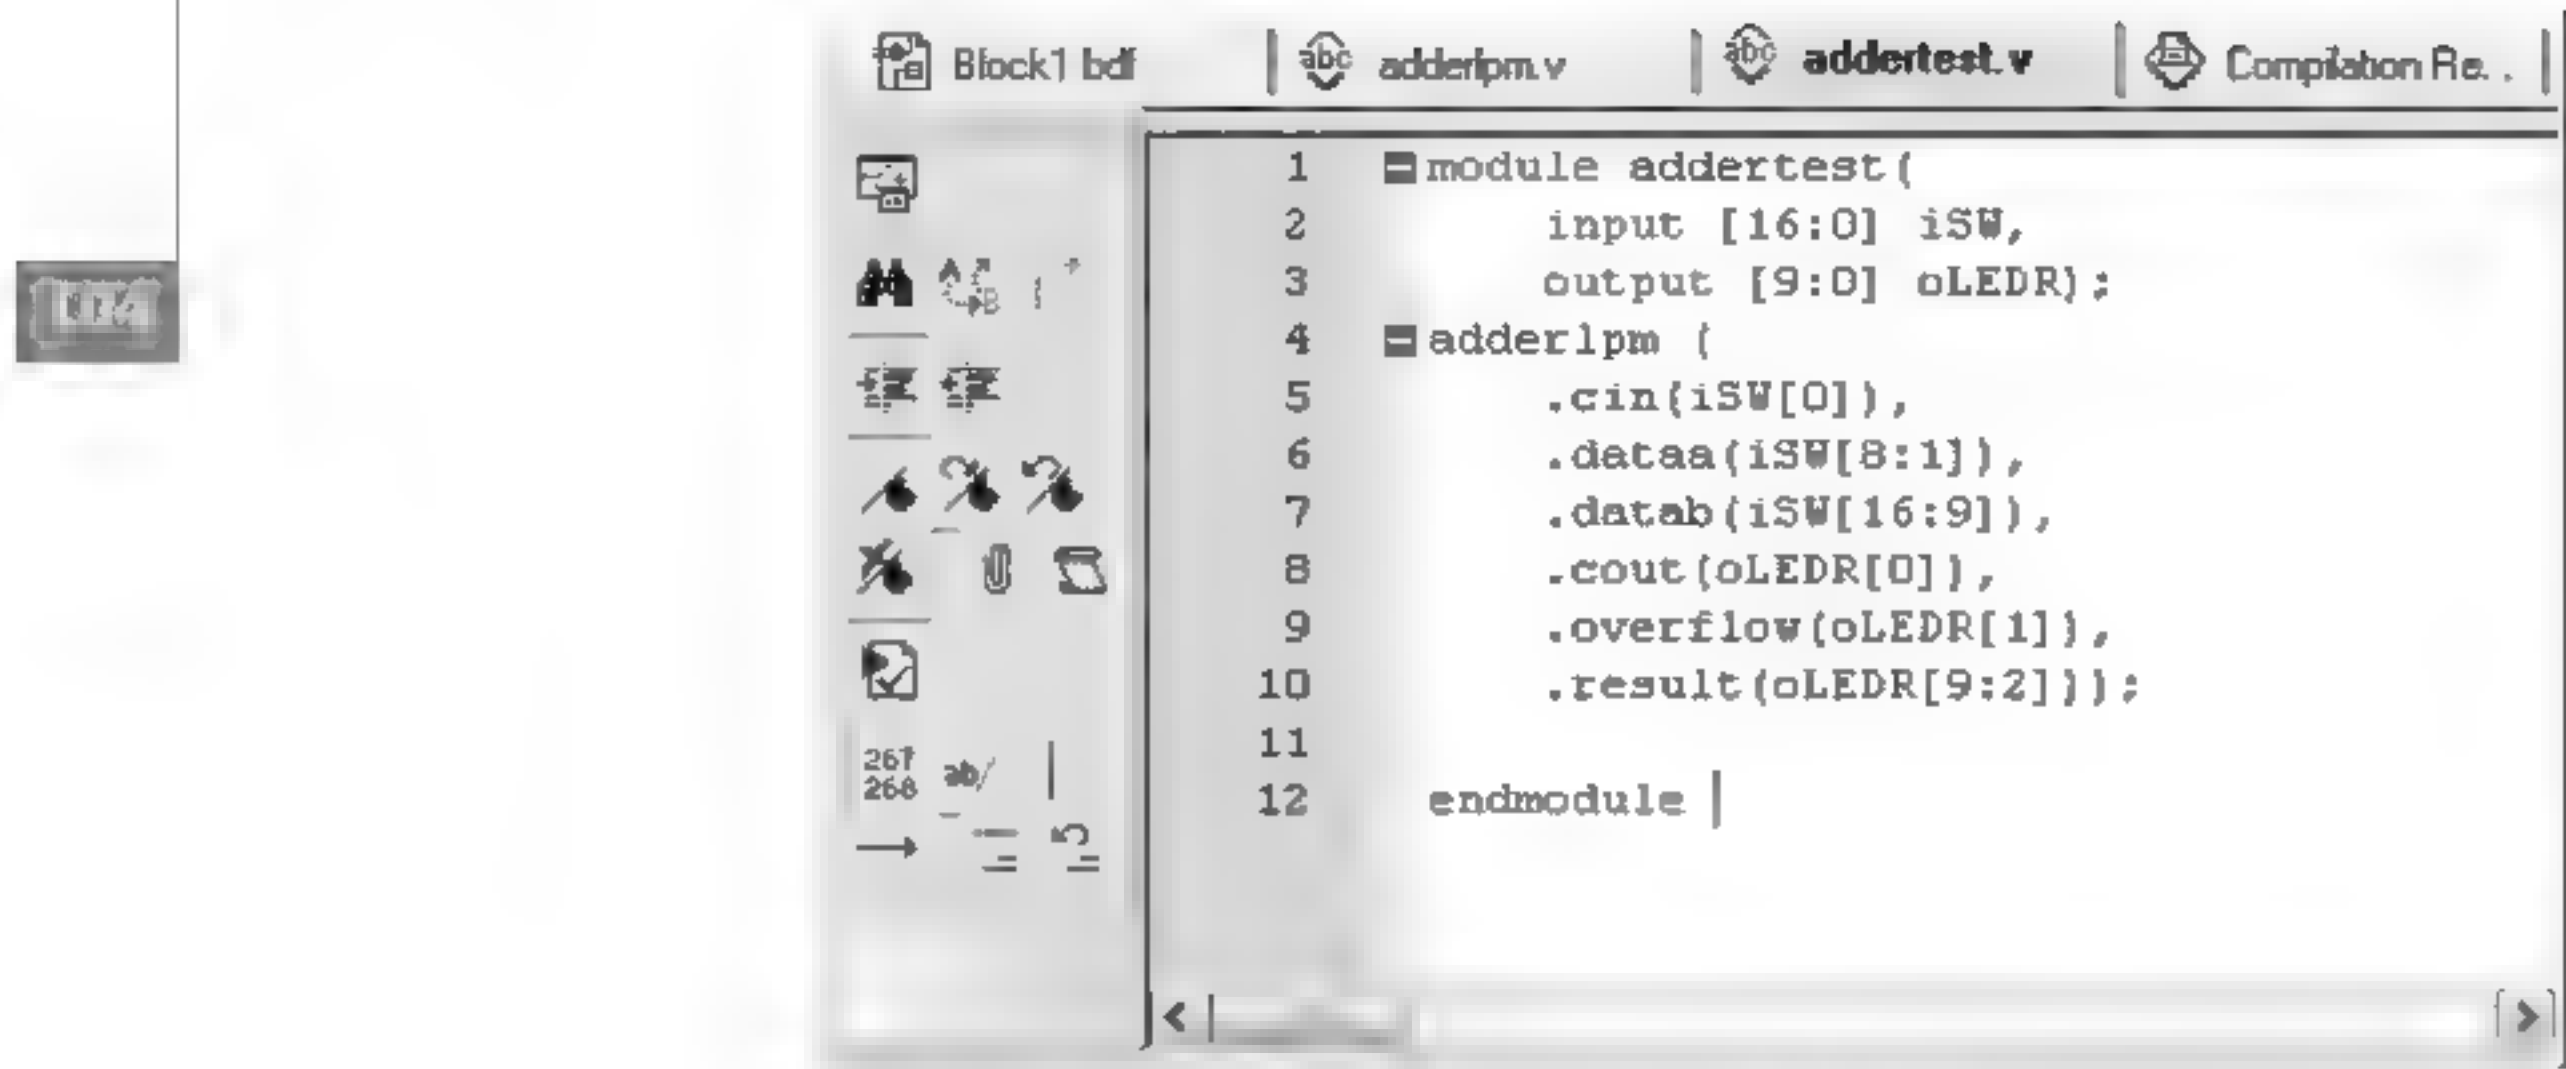 Block1.bdf adderlpm.v addertest.v Compilation Re...
1 module addertest(
2 input [16:0] iSW,
3 output [9:0] oLEDR);
4 adderlpm (
5 .cin(iSW[0]),
6 .dataa(iSW[8:1]),
7 .datab(iSW[16:9]),
8 .cout(oLEDR[0]),
9 .overflow(oLEDR[1]),
10 .result(oLEDR[9:2]));
11
12 endmodule
267
268 ab/